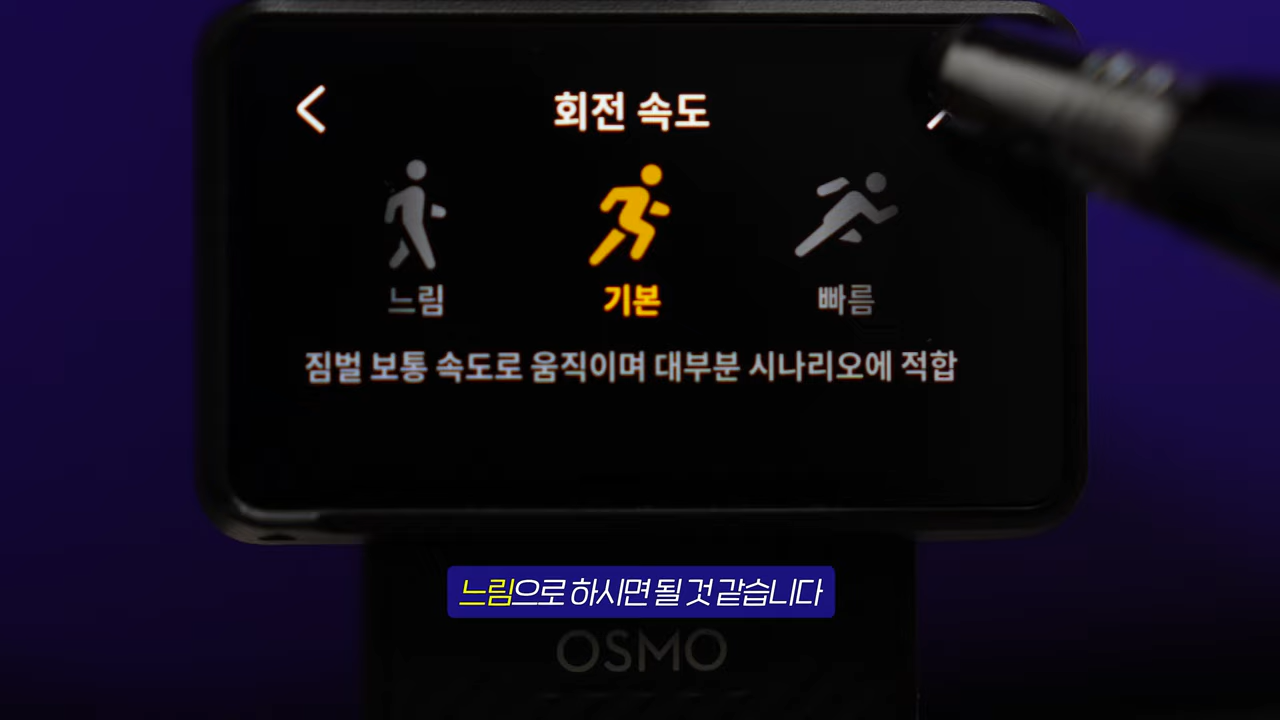 회전 속도
느림
기본
빠름
짐벌 보통 속도로 움직이며 대부분 시나리오에 적합
느림으로 하시면 될 것 같습니다
OSMO